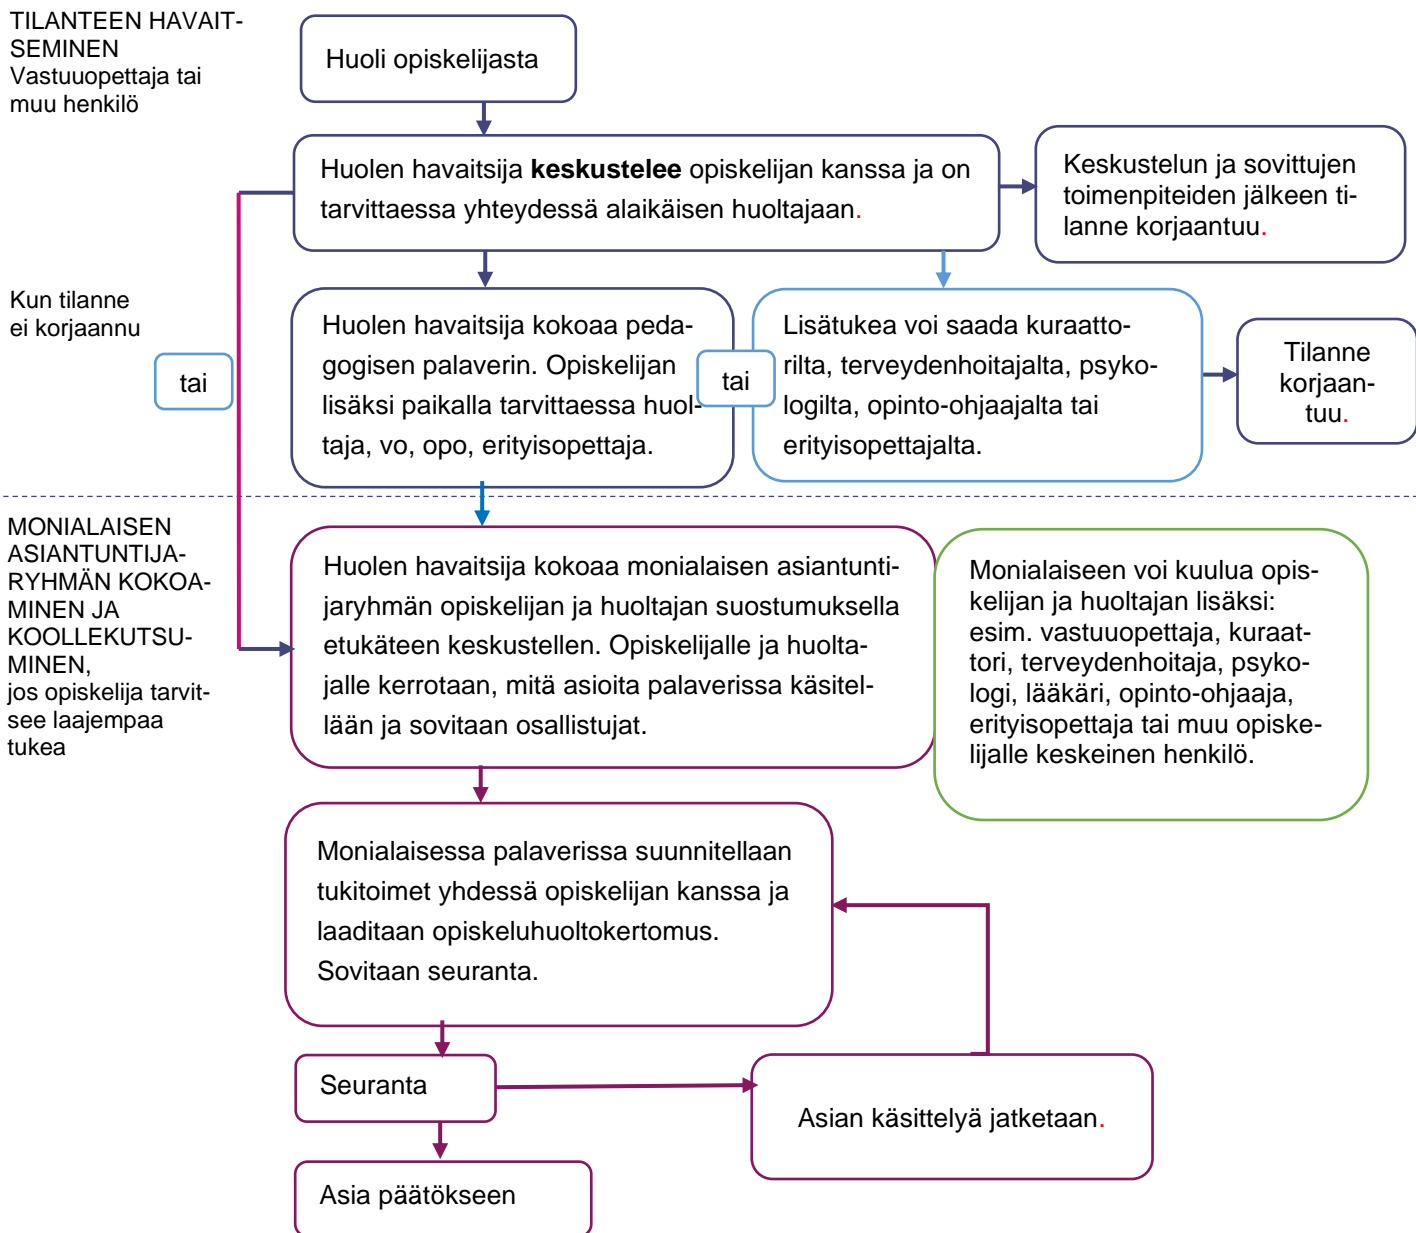 TILANTEEN HAVAIT-
SEMINEN
Vastuuopettaja tai
muu henkilö
Huoli opiskelijasta
Huolen havaitsija keskustelee opiskelijan kanssa ja on
tarvittaessa yhteydessä alaikäisen huoltajaan.
Keskustelun ja sovittujen
toimenpiteiden jälkeen ti-
lanne korjaantuu.
Kun tilanne
ei korjaannu
tai
Huolen havaitsija kokoaa peda-
gogisen palaverin. Opiskelijan
lisäksi paikalla tarvittaessa huol-
taja, vo, opo, erityisopettaja.
tai
Lisätukea voi saada kuraatto-
rilta, terveydenhoitajalta, psyko-
logilta, opinto-ohjaajalta tai
erityisopettajalta.
Tilanne
korjaan-
tuu.
MONIALAISEN
ASIANTUNTIJA-
RYHMÄN KOKOA-
MINEN JA
KOOLLEKUTSU-
MINEN,
jos opiskelija tarvit-
see laajempaa
tukea
Huolen havaitsija kokoaa monialaisen asiantunti-
jaryhmän opiskelijan ja huoltajan suostumuksella
etukäteen keskustellen. Opiskelijalle ja huolta-
jalle kerrotaan, mitä asioita palaverissa käsitel-
lään ja sovitaan osallistujat.
Monialaiseen voi kuulua opis-
kelijan ja huoltajan lisäksi:
esim. vastuuopettaja, kuraat-
tori, terveydenhoitaja, psyko-
logi, lääkäri, opinto-ohjaaja,
erityisopettaja tai muu opiske-
lijalle keskeinen henkilö.
Monialaisessa palaverissa suunnitellaan
tukitoimet yhdessä opiskelijan kanssa ja
laaditaan opiskeluhuoltokertomus.
Sovitaan seuranta.
Seuranta
Asian käsittelyä jatketaan.
Asia päätökseen